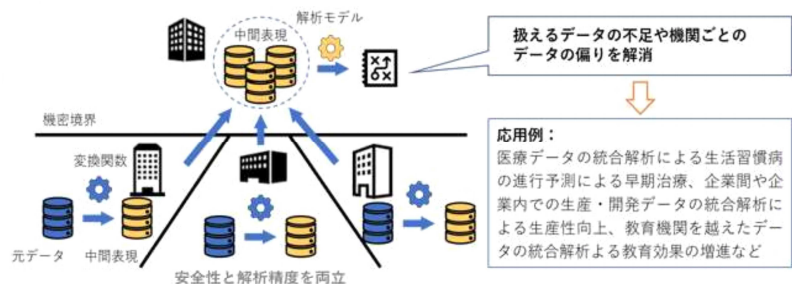 解析モデル
中間表現
機密境界
変換関数
元データ
中間表現
安全性と解析精度を両立
扱えるデータの不足や機関ごとの
データの偏りを解消
応用例：
医療データの統合解析による生活習慣病
の進行予測による早期治療、企業間や企
業内での生産・開発データの統合解析に
よる生産性向上、教育機関を越えたデー
タの統合解析よる教育効果の増進など